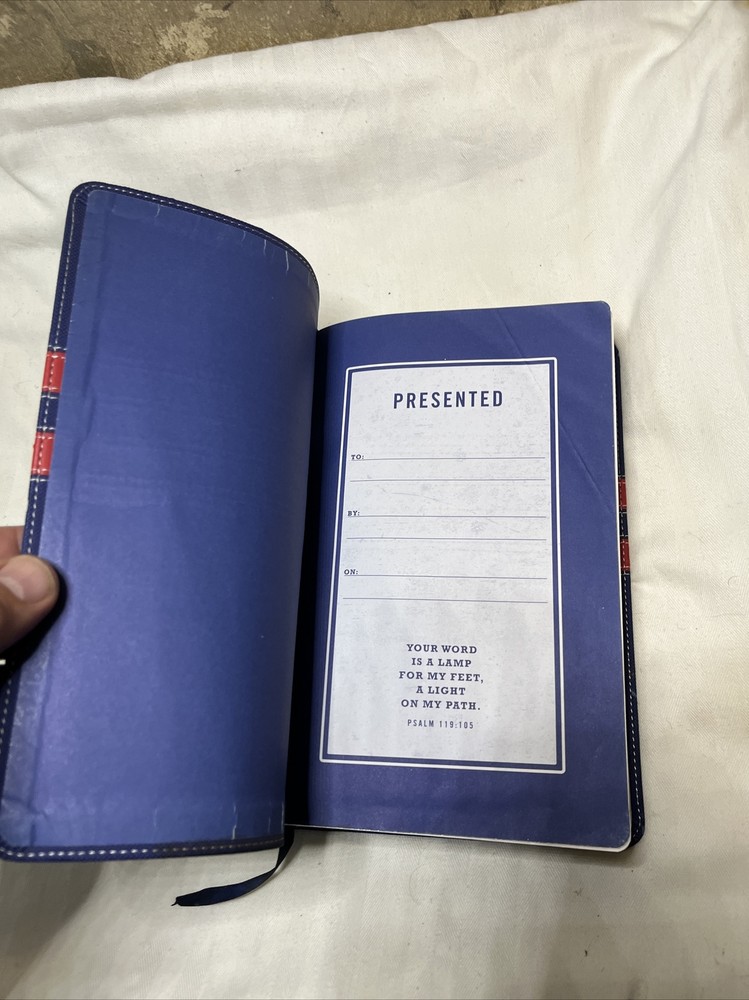 PRESENTED
TO:
BY:
ON:
YOUR WORD
IS A LAMP
FOR MY FEET,
A LIGHT
ON MY PATH.
PSALM 119:105